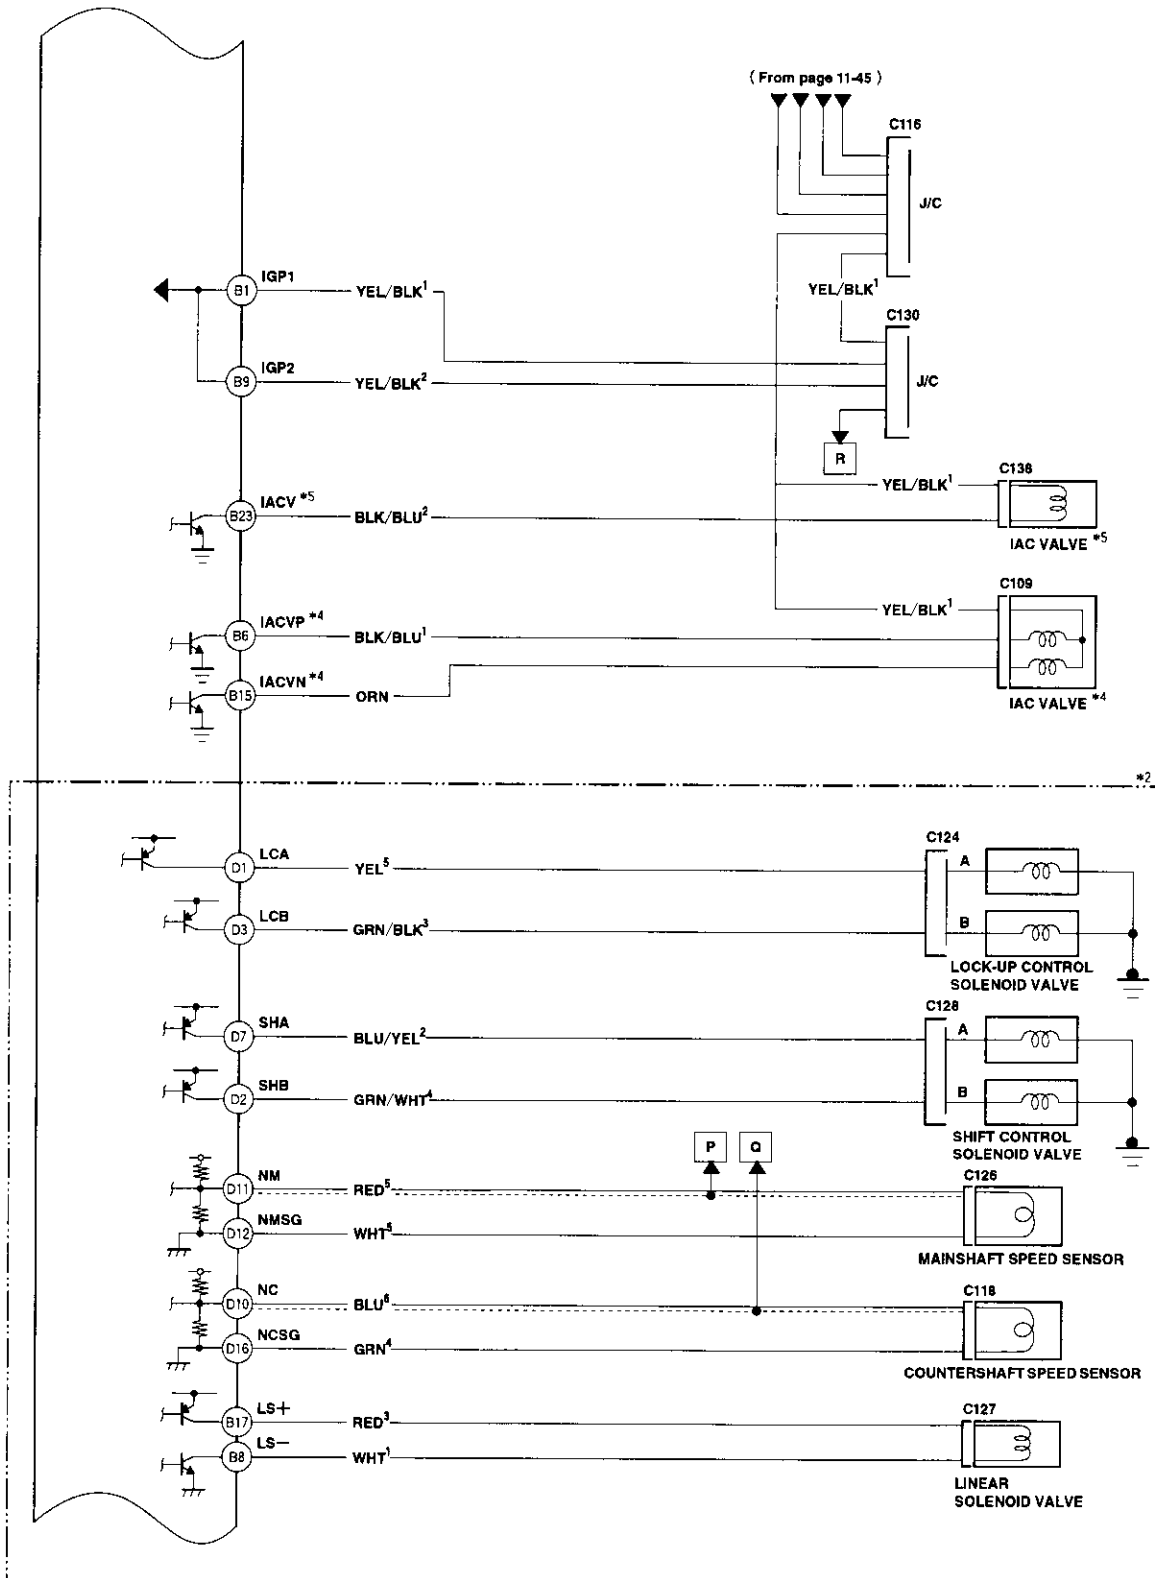 ( From page 11-45 )
C116
J/C
YEL/BLK1
C130
J/C
R
B1 IGP1 YEL/BLK1
B9 IGP2 YEL/BLK2
C138
YEL/BLK1
B23 IACV *5 BLK/BLU2
IAC VALVE *5
C109
YEL/BLK1
B6 IACVP *4 BLK/BLU1
B15 IACVN *4 ORN
IAC VALVE *4
*2
C124
D1 LCA YEL5 A
D3 LCB GRN/BLK3 B
LOCK-UP CONTROL
SOLENOID VALVE
C128
D7 SHA BLU/YEL2 A
D2 SHB GRN/WHT4 B
SHIFT CONTROL
SOLENOID VALVE
P Q
C126
D11 NM RED5
D12 NMSG WHT5
MAINSHAFT SPEED SENSOR
C118
D10 NC BLU6
D16 NCSG GRN4
COUNTERSHAFT SPEED SENSOR
C127
B17 LS+ RED3
B8 LS− WHT1
LINEAR
SOLENOID VALVE